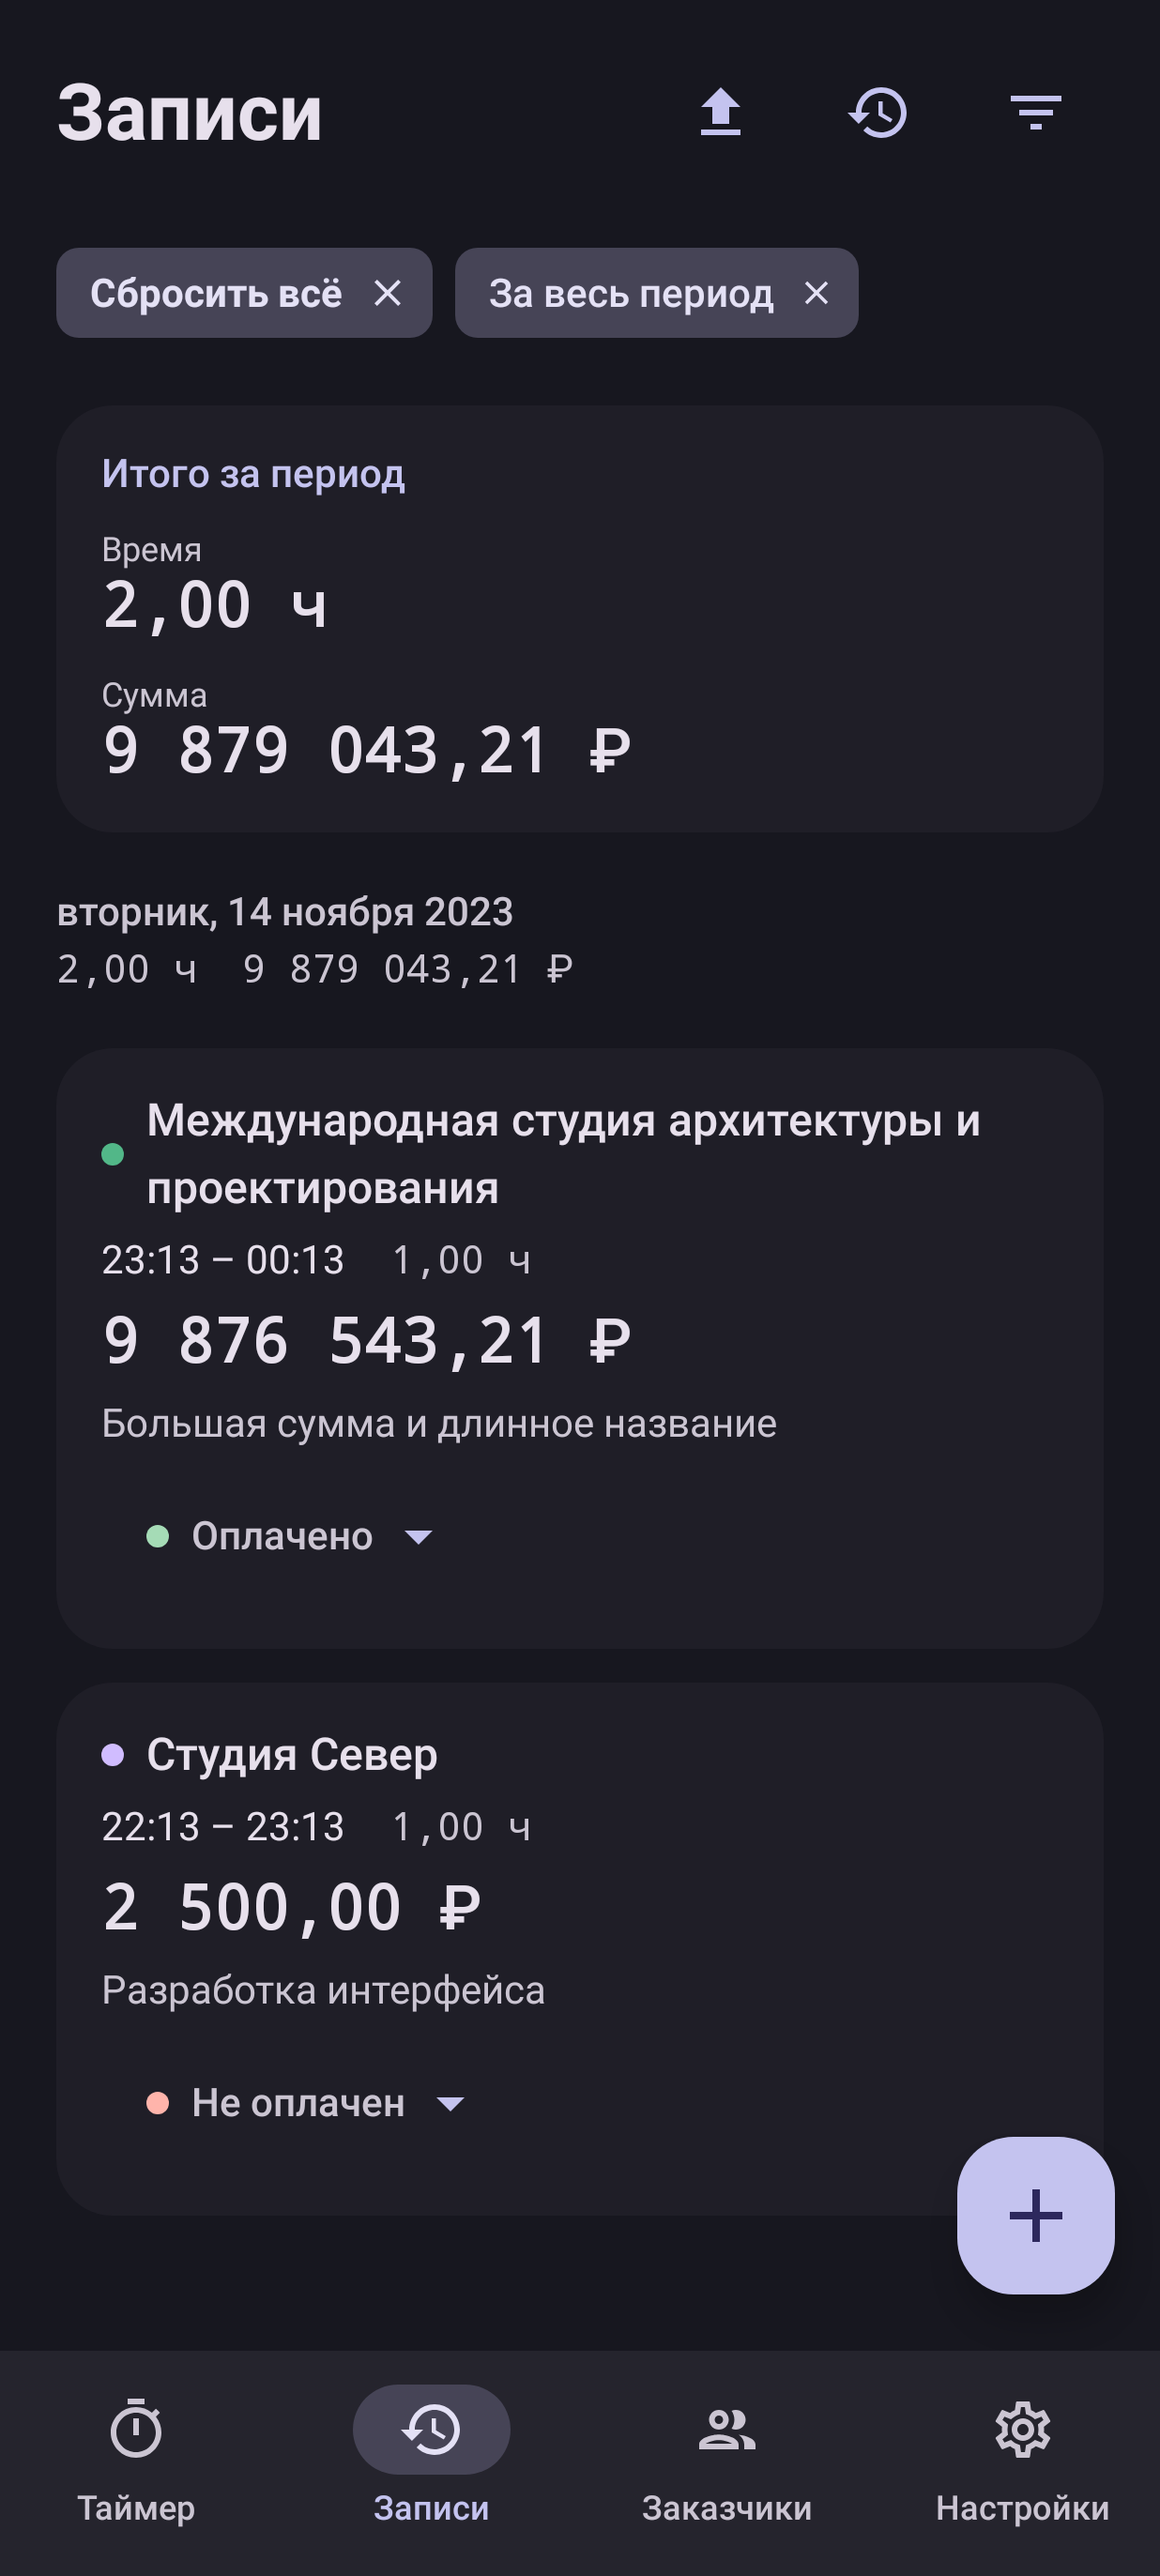 Записи
Сбросить всё
За весь период
Итого за период
Время
2,00 ч
Сумма
9 879 043,21 ₽
вторник, 14 ноября 2023
2,00 ч 9 879 043,21 ₽
Международная студия архитектуры и
проектирования
23:13 – 00:13 1,00 ч
9 876 543,21 ₽
Большая сумма и длинное название
Оплачено
Студия Север
22:13 – 23:13 1,00 ч
2 500,00 ₽
Разработка интерфейса
Не оплачен
Таймер
Записи
Заказчики
Настройки